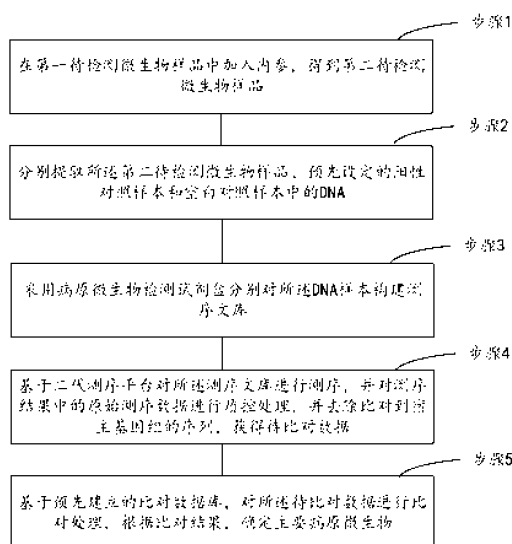 步骤1
在第一待检测微生物样品中加入内参，得到第二待检测
微生物样品
步骤2
分别提取所述第二待检测微生物样品、预先设定的阳性
对照样本和空白对照样本中的DNA
步骤3
采用病原微生物检测试剂盒分别对所述DNA样本构建测
序文库
步骤4
基于二代测序平台对所述测序文库进行测序，并对测序
结果中的原始测序数据进行质控处理，并去除比对到宿
主基因组的序列，获得待比对数据
步骤5
基于预先建立的比对数据库，对所述待比对数据进行比
对处理，根据比对结果，确定主要病原微生物